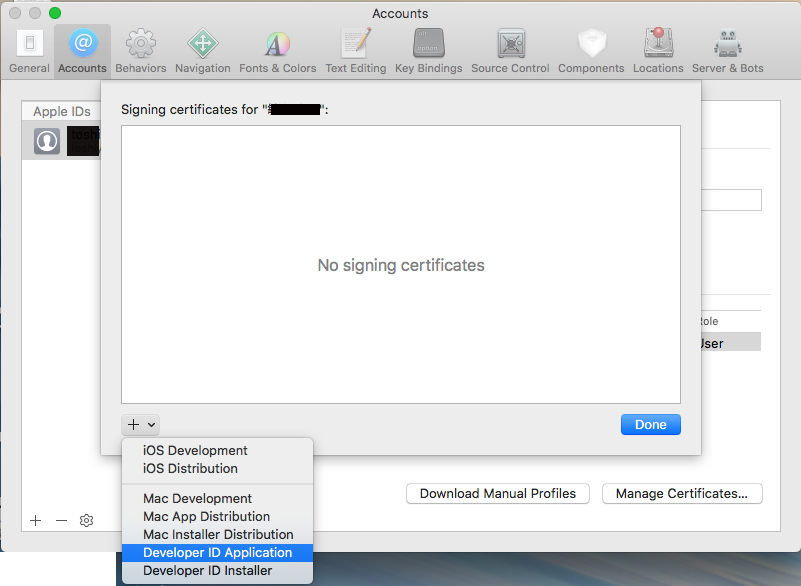 Accounts
General
Accounts
Behaviors
Navigation
Fonts & Colors
Text Editing
Key Bindings
Source Control
Components
Locations
Server & Bots
Apple IDs
Signing certificates for "":
No signing certificates
Role
User
Done
iOS Development
iOS Distribution
Mac Development
Mac App Distribution
Mac Installer Distribution
Developer ID Application
Developer ID Installer
Download Manual Profiles
Manage Certificates...